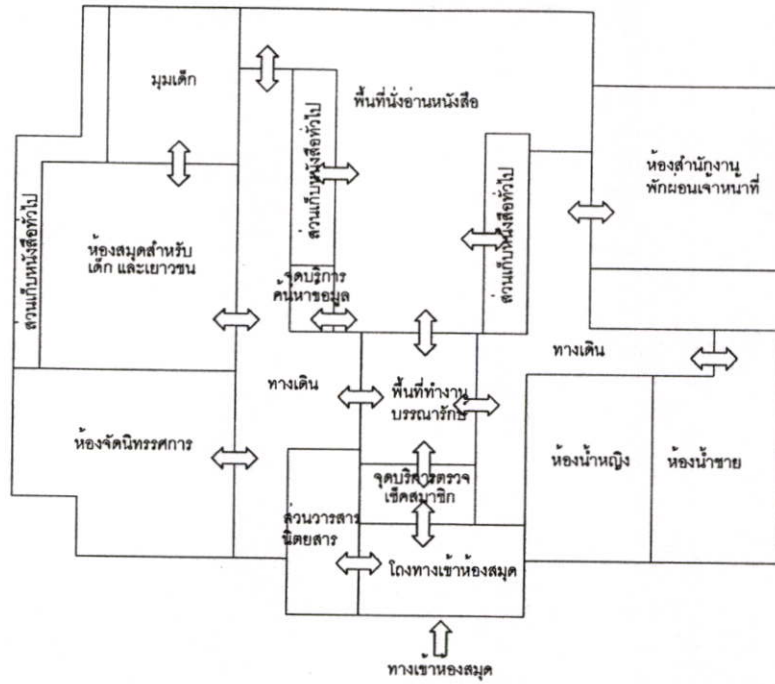 มุมเด็ก
พื้นที่นั่งอ่านหนังสือ
ส่วนเก็บหนังสือทั่วไป
ส่วนเก็บหนังสือทั่วไป
ห้องสำนักงาน
พักผ่อนเจ้าหน้าที่
ส่วนเก็บหนังสือทั่วไป
ห้องสมุดสำหรับ
เด็ก และเยาวชน
จุดบริการ
ค้นหาข้อมูล
ทางเดิน
ทางเดิน
พื้นที่ทำงาน
บรรณารักษ์
ห้องจัดนิทรรศการ
ห้องน้ำหญิง
ห้องน้ำชาย
จุดบริการตรวจ
เช็คสมาชิก
ส่วนวารสาร
นิตยสาร
โถงทางเข้าห้องสมุด
ทางเข้าห้องสมุด